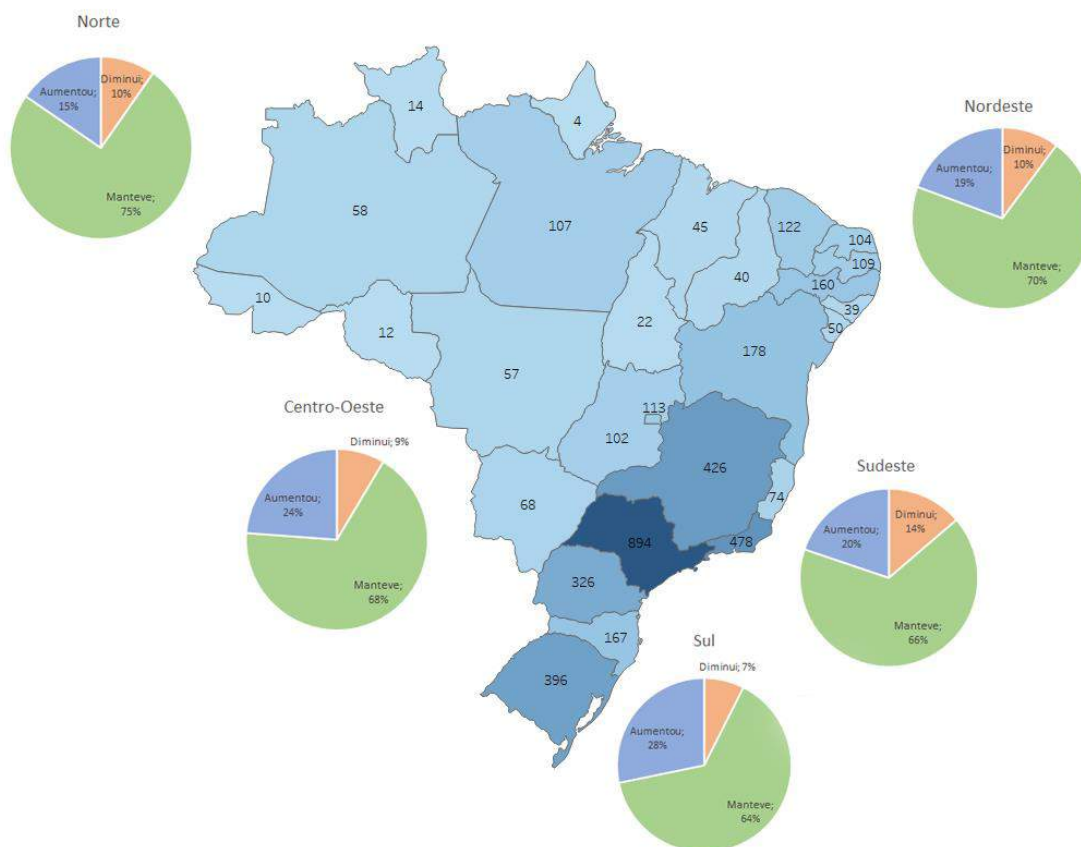 Norte
Aumentou;
15%
Diminui;
10%
Manteve;
75%
Nordeste
Aumentou;
19%
Diminui;
10%
Manteve;
70%
14
4
58
107
45
122
104
109
160
40
39
50
10
12
22
178
57
113
102
426
74
68
894
478
326
167
396
Centro-Oeste
Diminui; 9%
Aumentou;
24%
Manteve;
68%
Sudeste
Aumentou;
20%
Diminui;
14%
Manteve;
66%
Sul
Diminui; 7%
Aumentou;
28%
Manteve;
64%